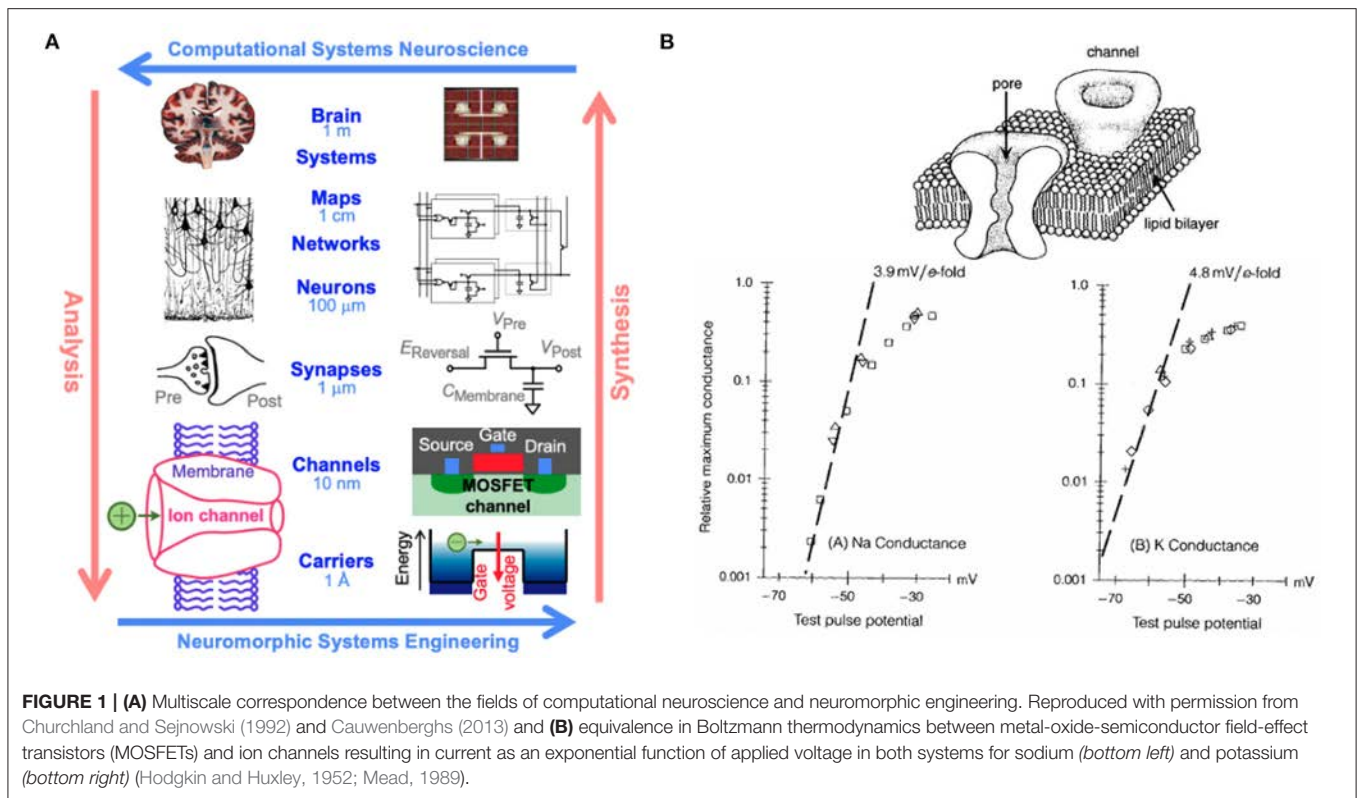 A
Computational Systems Neuroscience
Analysis
Synthesis
Brain
1 m
Systems
Maps
1 cm
Networks
Neurons
100 µm
Synapses
1 µm
Pre
Post
V_Pre
E_Reversal
V_Post
C_Membrane
Channels
10 nm
Membrane
Ion channel
+
Source
Gate
Drain
MOSFET
channel
Carriers
1 Å
Energy
−
Gate
voltage
Neuromorphic Systems Engineering
B
channel
pore
lipid bilayer
3.9 mV/e-fold
Relative maximum conductance
1.0
0.1
0.01
0.001
(A) Na Conductance
−70
−50
−30
mV
Test pulse potential
4.8 mV/e-fold
1.0
0.1
0.01
0.001
(B) K Conductance
−70
−50
−30
mV
Test pulse potential
FIGURE 1 | (A) Multiscale correspondence between the fields of computational neuroscience and neuromorphic engineering. Reproduced with permission from
Churchland and Sejnowski (1992) and Cauwenberghs (2013) and (B) equivalence in Boltzmann thermodynamics between metal-oxide-semiconductor field-effect
transistors (MOSFETs) and ion channels resulting in current as an exponential function of applied voltage in both systems for sodium (bottom left) and potassium
(bottom right) (Hodgkin and Huxley, 1952; Mead, 1989).